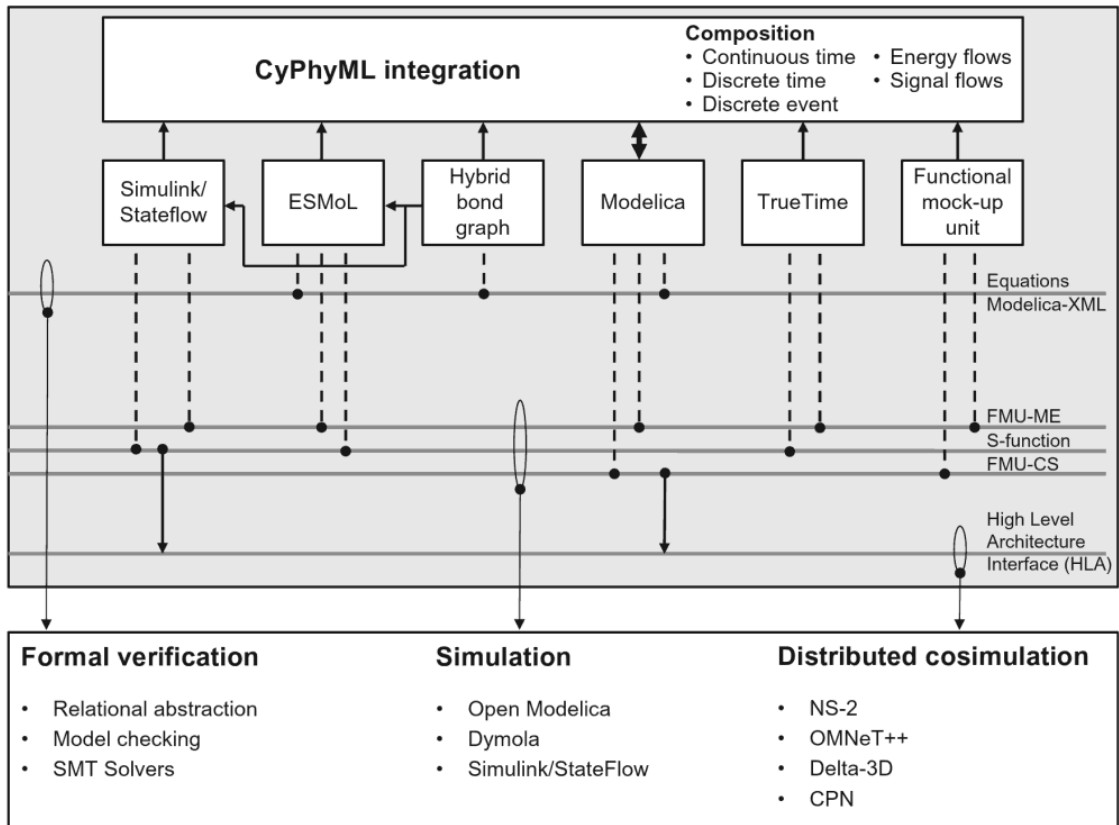 CyPhyML integration
Composition
• Continuous time
• Discrete time
• Discrete event
• Energy flows
• Signal flows
Simulink/
Stateflow
ESMoL
Hybrid
bond
graph
Modelica
TrueTime
Functional
mock-up
unit
Equations
Modelica-XML
FMU-ME
S-function
FMU-CS
High Level
Architecture
Interface (HLA)
Formal verification
• Relational abstraction
• Model checking
• SMT Solvers
Simulation
• Open Modelica
• Dymola
• Simulink/StateFlow
Distributed cosimulation
• NS-2
• OMNeT++
• Delta-3D
• CPN